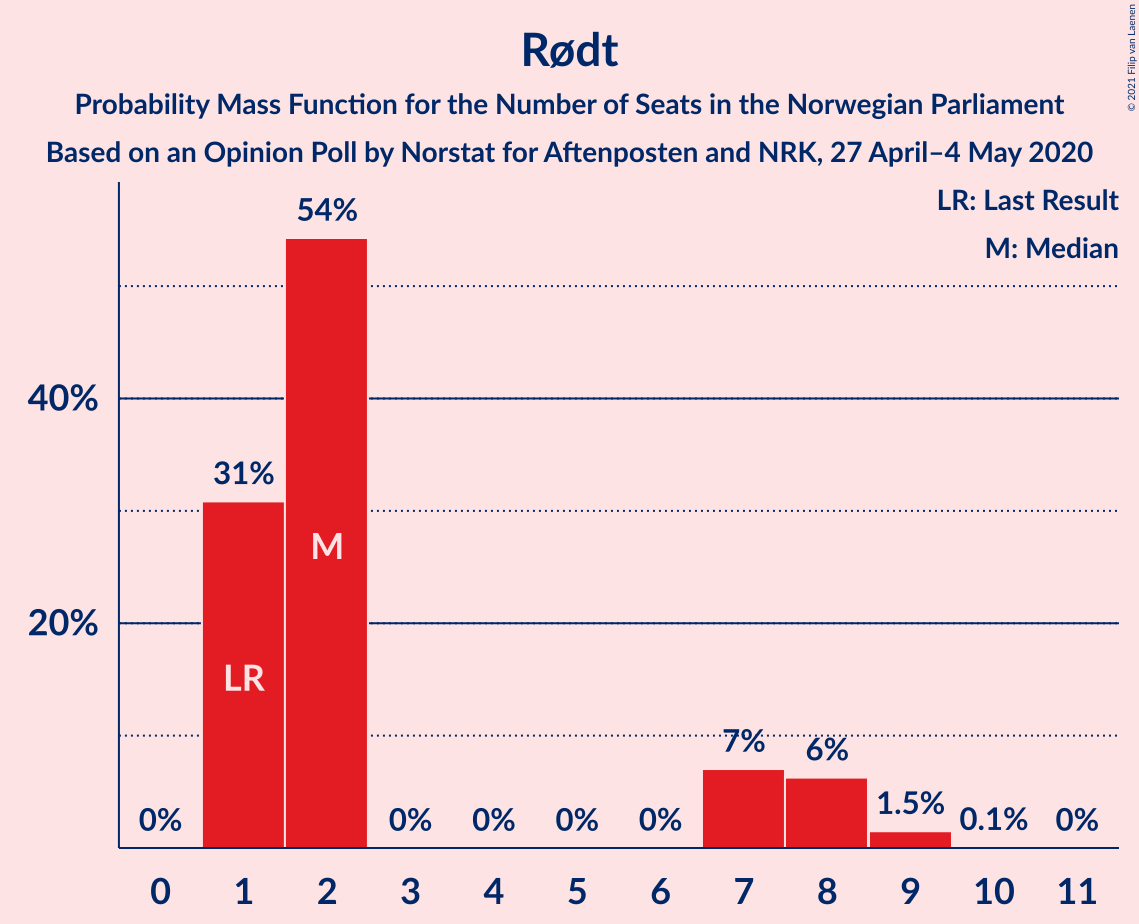 Rødt
Probability Mass Function for the Number of Seats in the Norwegian Parliament
Based on an Opinion Poll by Norstat for Aftenposten and NRK, 27 April–4 May 2020
© 2021 Filip van Laenen
LR: Last Result
M: Median
54%
40%
31%
M
20%
LR
7%
6%
1.5%
0% 0% 0% 0% 0% 0.1% 0%
0 1 2 3 4 5 6 7 8 9 10 11